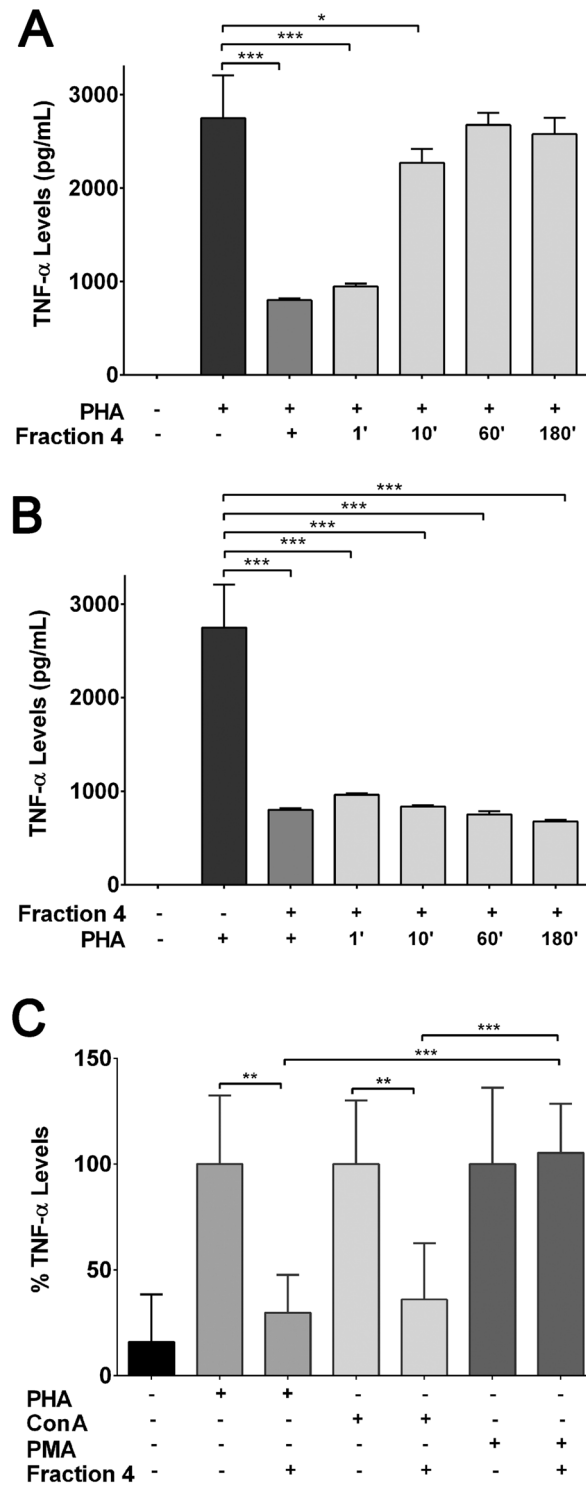 A
*
***
***
3000
2000
1000
0
TNF-α Levels (pg/mL)
PHA - + + + + + +
Fraction 4 - - + 1' 10' 60' 180'
B
***
***
***
***
***
3000
2000
1000
0
TNF-α Levels (pg/mL)
Fraction 4 - - + + + + +
PHA - + + 1' 10' 60' 180'
C
***
***
** **
150
100
50
0
% TNF-α Levels
PHA - + + - - - -
ConA - - - + + - -
PMA - - - - - + +
Fraction 4 - - + - + - +